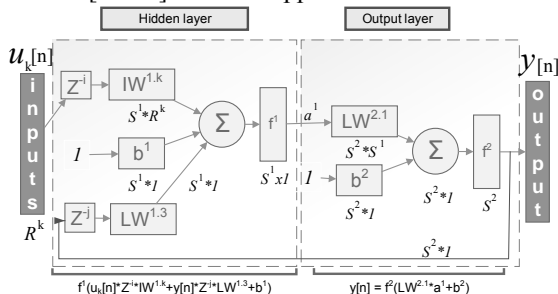 Hidden layer
Output layer
u_k[n]
y[n]
inputs
Z^-i
IW^1.k
S^1*R^k
1
b^1
S^1*1
Σ
S^1*1
f^1
S^1x1
a^1
R^k
Z^-j
LW^1.3
LW^2.1
S^2*S^1
1
b^2
S^2*1
Σ
S^2*1
f^2
S^2
S^2*1
output
f^1(u_k[n]*Z^-i*IW^1.k+y[n]*Z^-j*LW^1.3+b^1)
y[n] = f^2(LW^2.1*a^1+b^2)